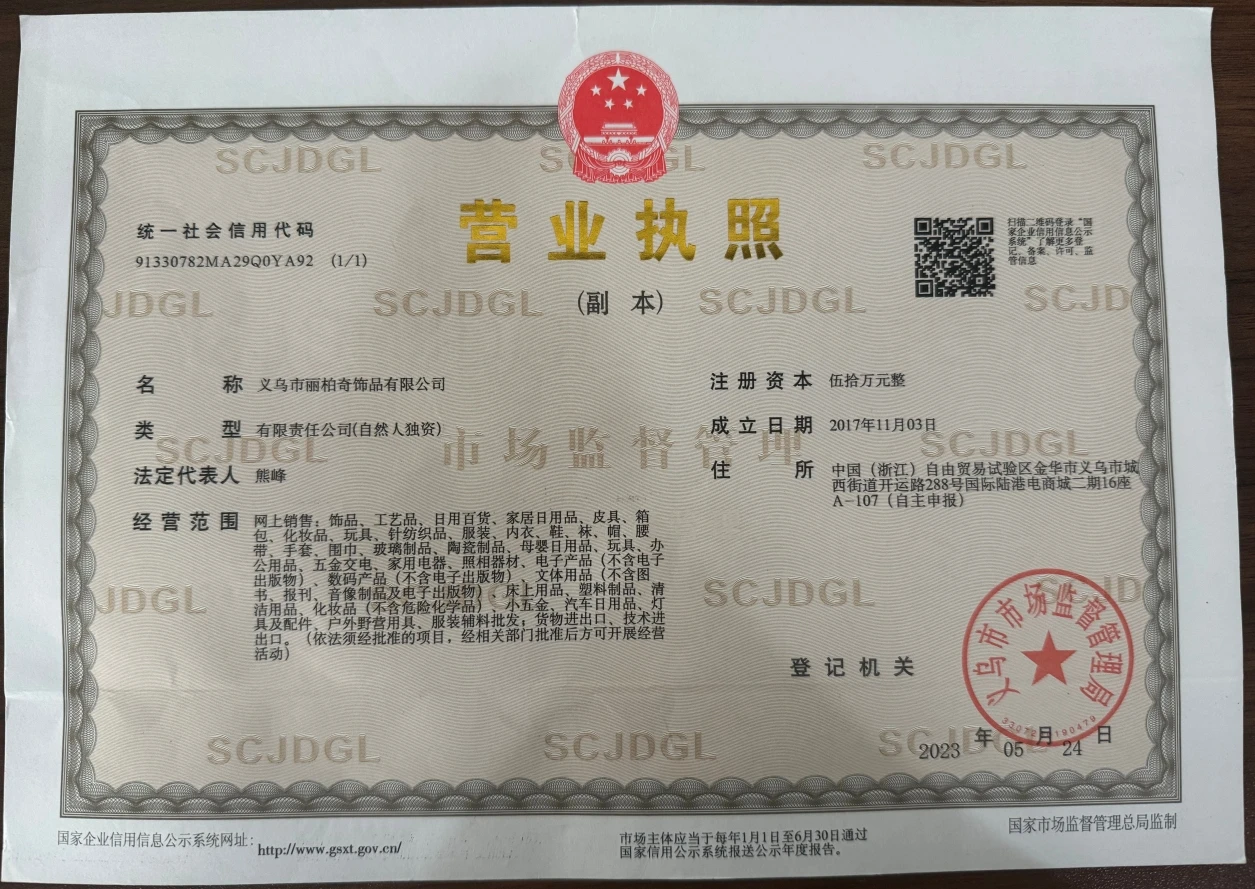 SCJDGL SCJDGL SCJDGL
营业执照
(副 本)
统一社会信用代码
91330782MA29Q0YA92 (1/1)
扫描二维码登录“国
家企业信用信息公示
系统”了解更多登
记、备案、许可、监
管信息
JDGL SCJDGL SCJDGL SCJD
名 称 义乌市丽柏奇饰品有限公司
类 型 有限责任公司(自然人独资)
法定代表人 熊峰
经营范围 网上销售：饰品、工艺品、日用百货、家居日用品、皮具、箱
包、化妆品、玩具、针纺织品、服装、内衣、鞋、袜、帽、腰
带、手套、围巾、玻璃制品、陶瓷制品、母婴日用品、玩具、办
公用品、五金交电、家用电器、照相器材、电子产品（不含电子
出版物）、数码产品（不含电子出版物）、文体用品（不含图
书、报刊、音像制品及电子出版物）、床上用品、塑料制品、清
洁用品、化妆品（不含危险化学品）、小五金、汽车日用品、灯
具及配件、户外野营用具、服装辅料批发；货物进出口、技术进
出口。（依法须经批准的项目，经相关部门批准后方可开展经营
活动）
注册资本 伍拾万元整
成立日期 2017年11月03日
住 所 中国（浙江）自由贸易试验区金华市义乌市城
西街道开运路288号国际陆港电商城二期16座
A-107（自主申报）
SCJDGL 市场监督管理 SCJDGL
JDGL SCJDGL SCJD
登记机关
义乌市市场监督管理局
2023 年 05 月 24 日
SCJDGL SCJDGL SCJDGL
国家企业信用信息公示系统网址：http://www.gsxt.gov.cn/
市场主体应当于每年1月1日至6月30日通过
国家信用公示系统报送公示年度报告。
国家市场监督管理总局监制